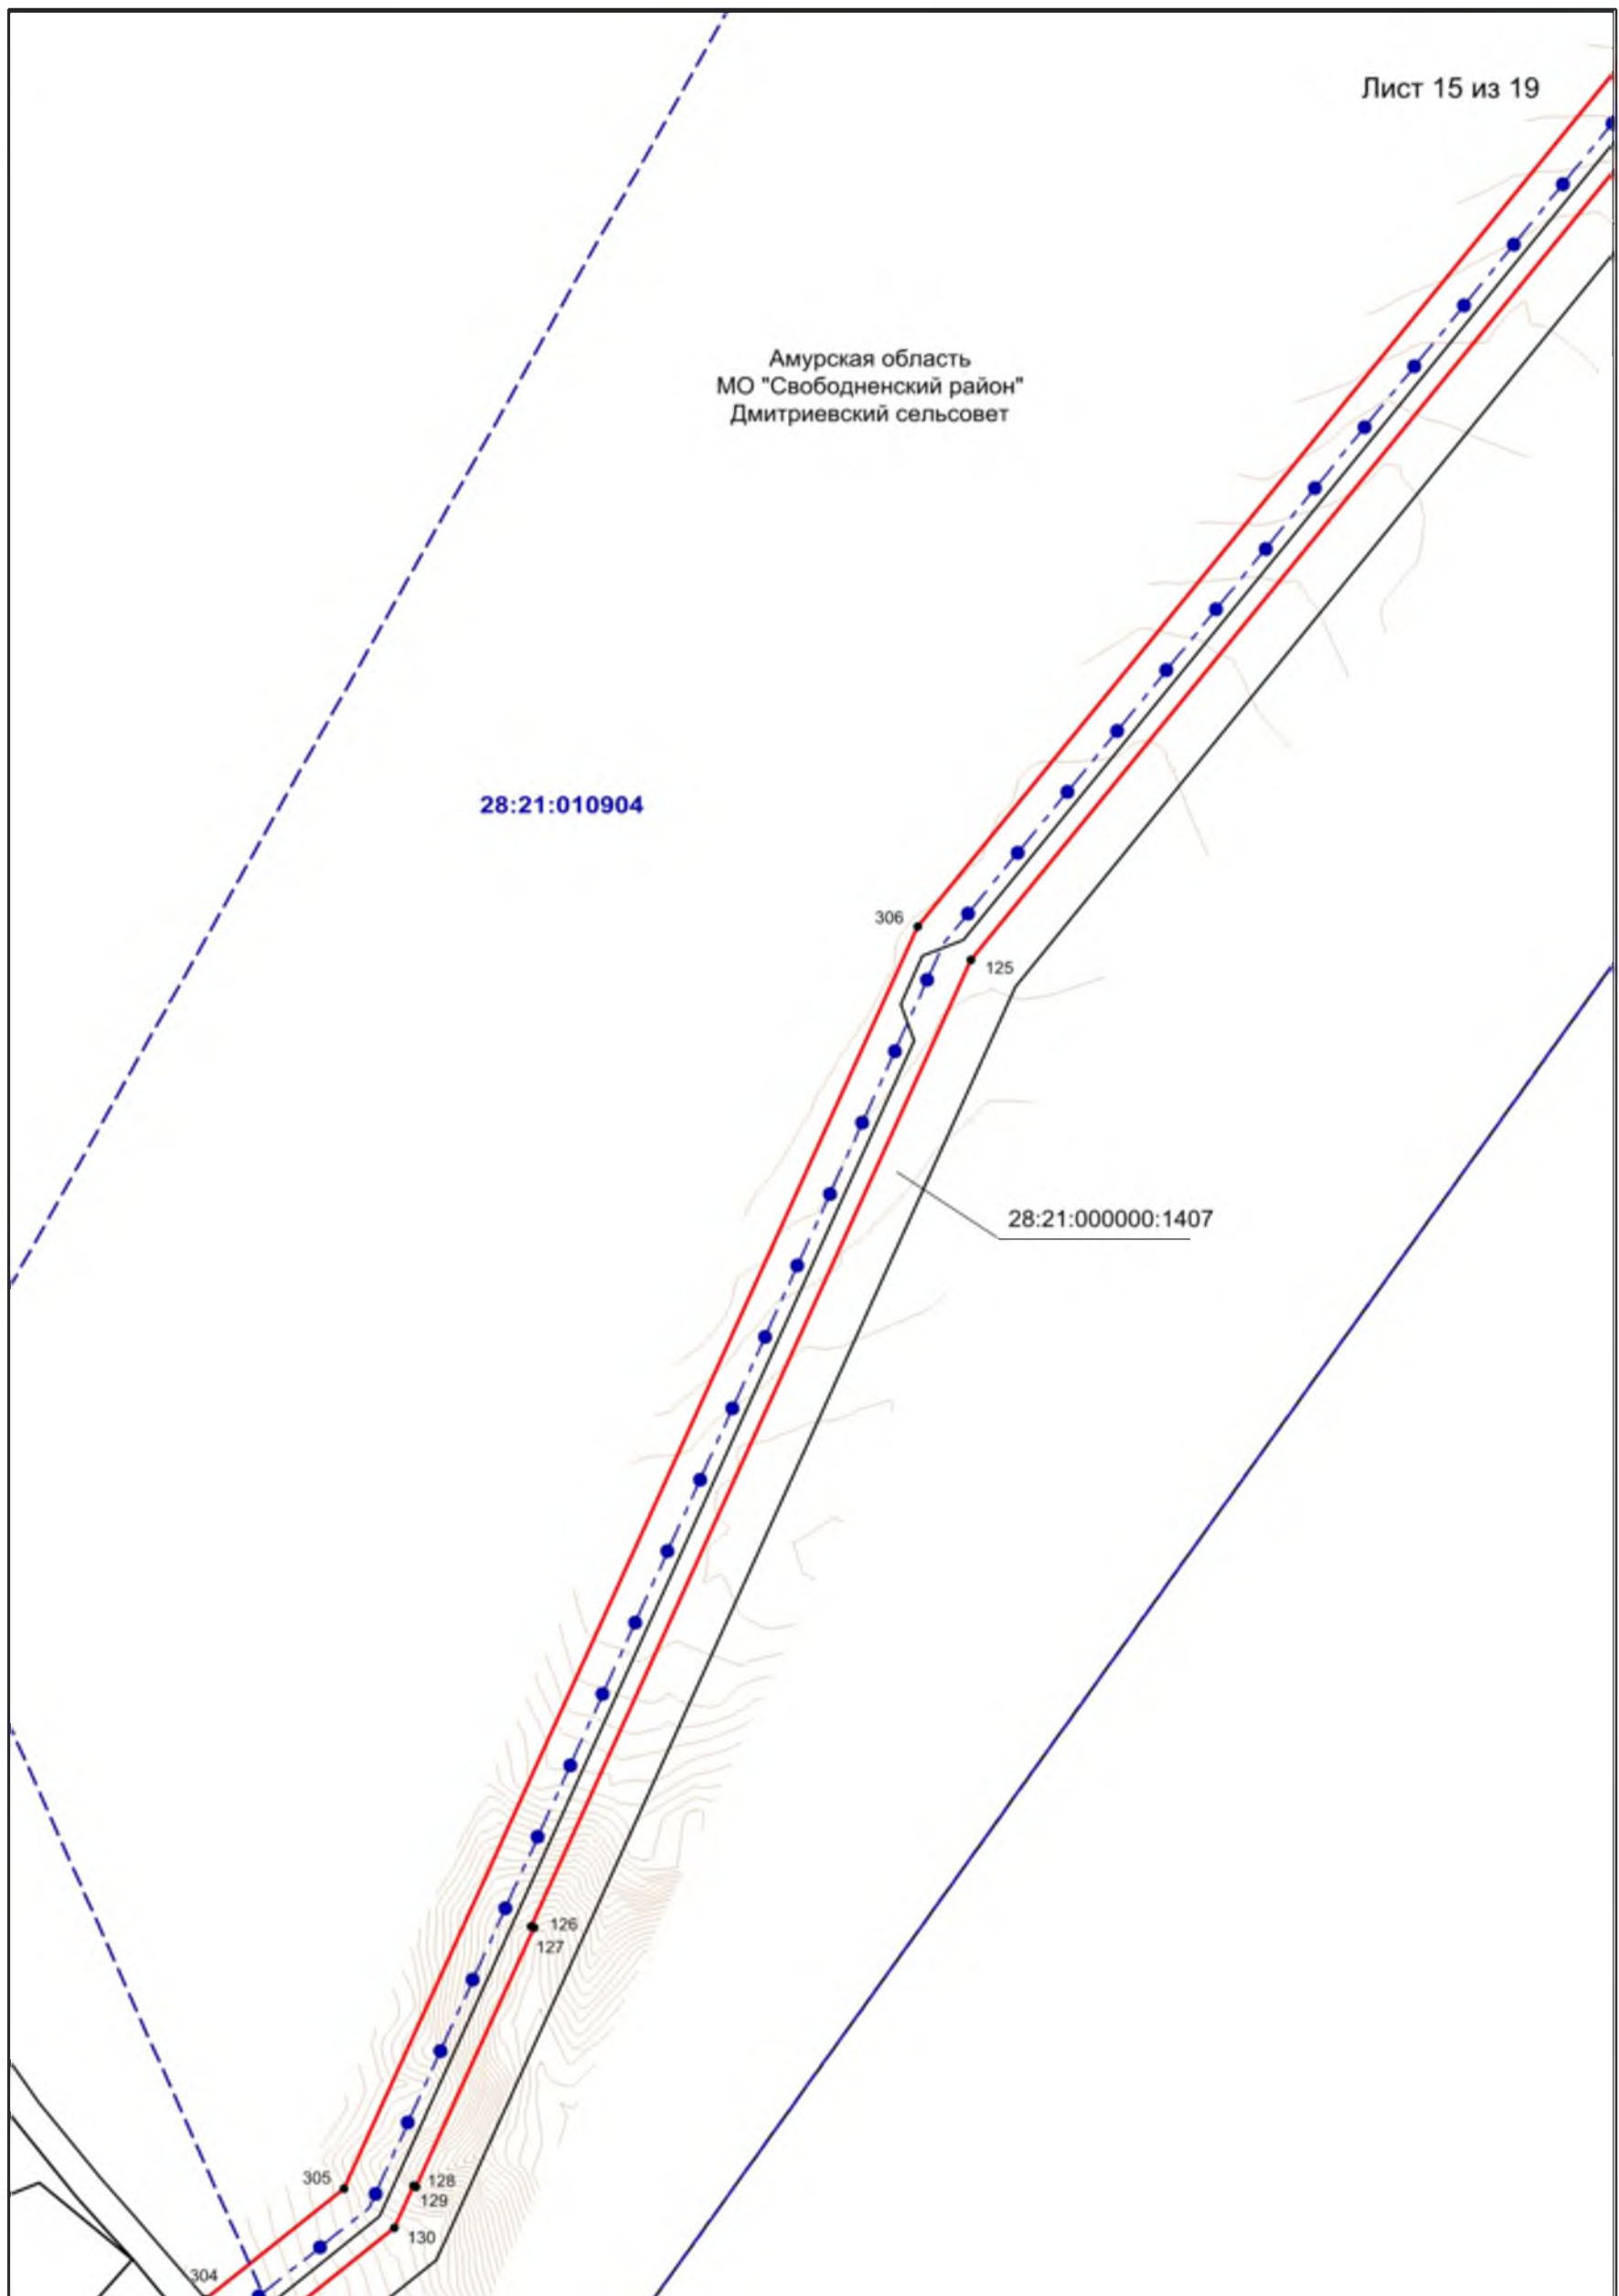 Лист 15 из 19
Амурская область
МО "Свободненский район"
Дмитриевский сельсовет
28:21:010904
306
125
28:21:000000:1407
126
127
305
128
129
130
304